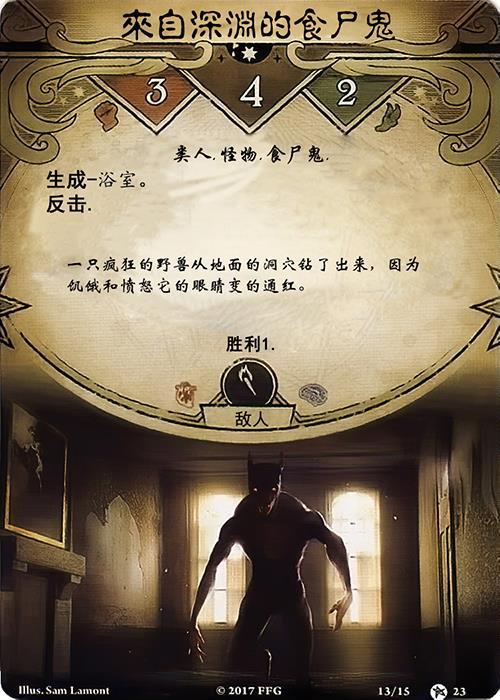 來自深淵的食尸鬼
3 4 2
类人.怪物.食尸鬼.
生成–浴室。
反击.
一只疯狂的野兽从地面的洞穴钻了出来，因为
饥饿和愤怒它的眼睛变的通红。
胜利1.
敌人
Illus. Sam Lamont © 2017 FFG 13/15 23